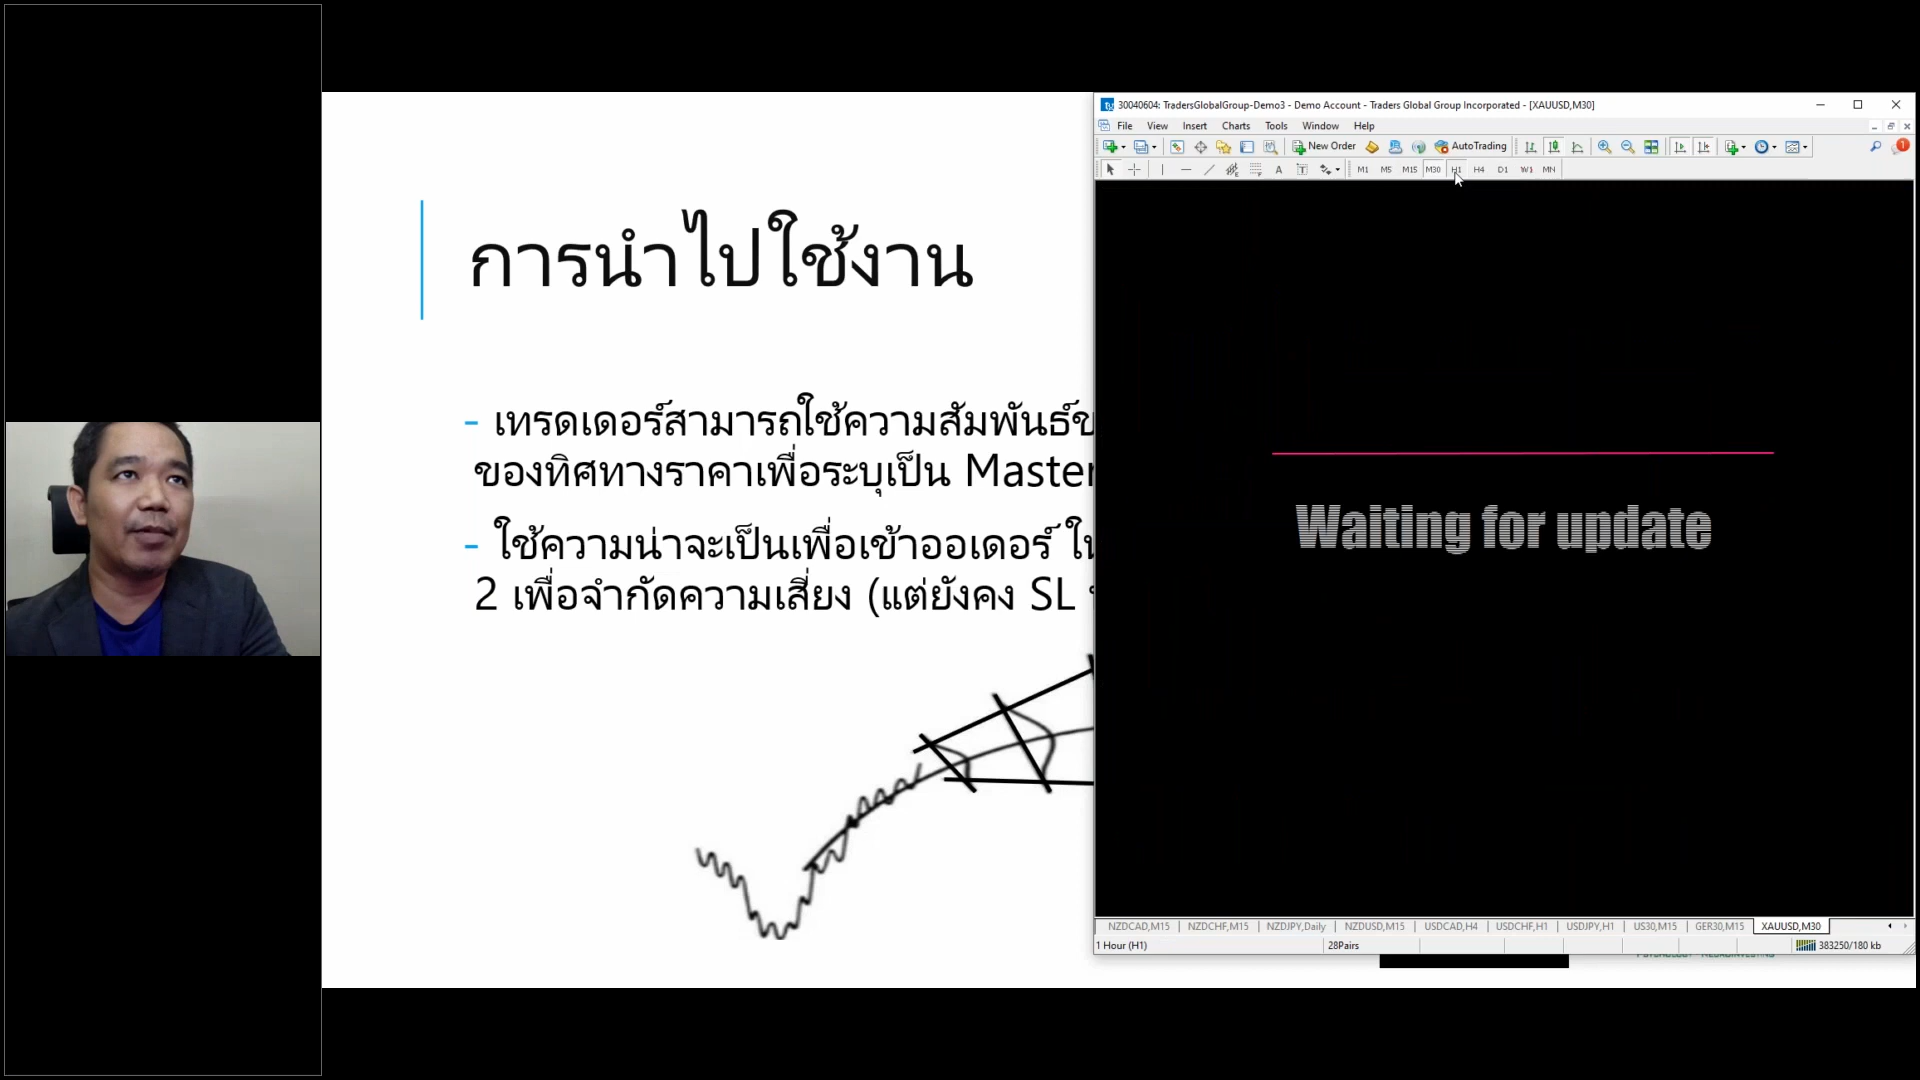 การนำไปใช้งาน
- เทรดเดอร์สามารถใช้ความสัมพันธ์ข
ของทิศทางราคาเพื่อระบุเป็น Master
- ใช้ความน่าจะเป็นเพื่อเข้าออเดอร์ ใน
2 เพื่อจำกัดความเสี่ยง (แต่ยังคง SL
30040604: TradersGlobalGroup-Demo3 - Demo Account - Traders Global Group Incorporated - [XAUUSD,M30]
File View Insert Charts Tools Window Help
New Order AutoTrading 1
A T M1 M5 M15 M30 H1 H4 D1 W1 MN
Waiting for update
NZDCAD,M15 | NZDCHF,M15 | NZDJPY,Daily | NZDUSD,M15 | USDCAD,H4 | USDCHF,H1 | USDJPY,H1 | US30,M15 | GER30,M15 | XAUUSD,M30
1 Hour (H1) 28Pairs 383250/180 kb